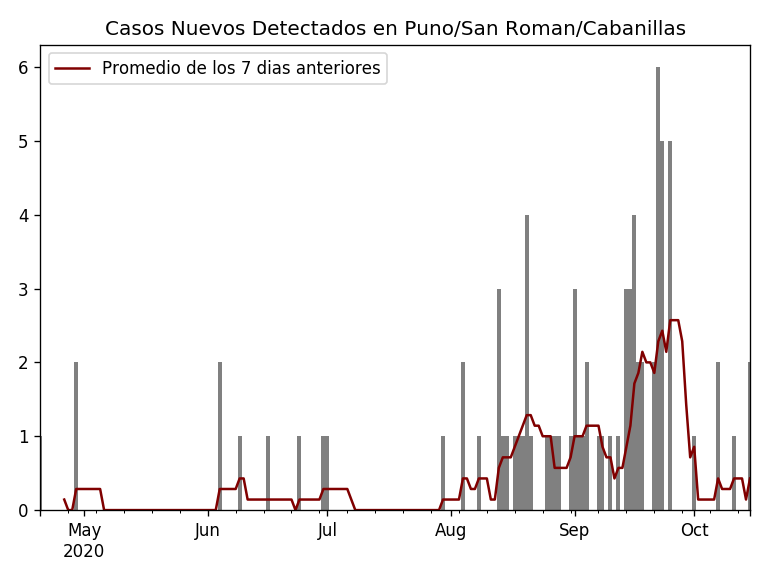 Casos Nuevos Detectados en Puno/San Roman/Cabanillas
Promedio de los 7 dias anteriores
6
5
4
3
2
1
0
May Jun Jul Aug Sep Oct
2020